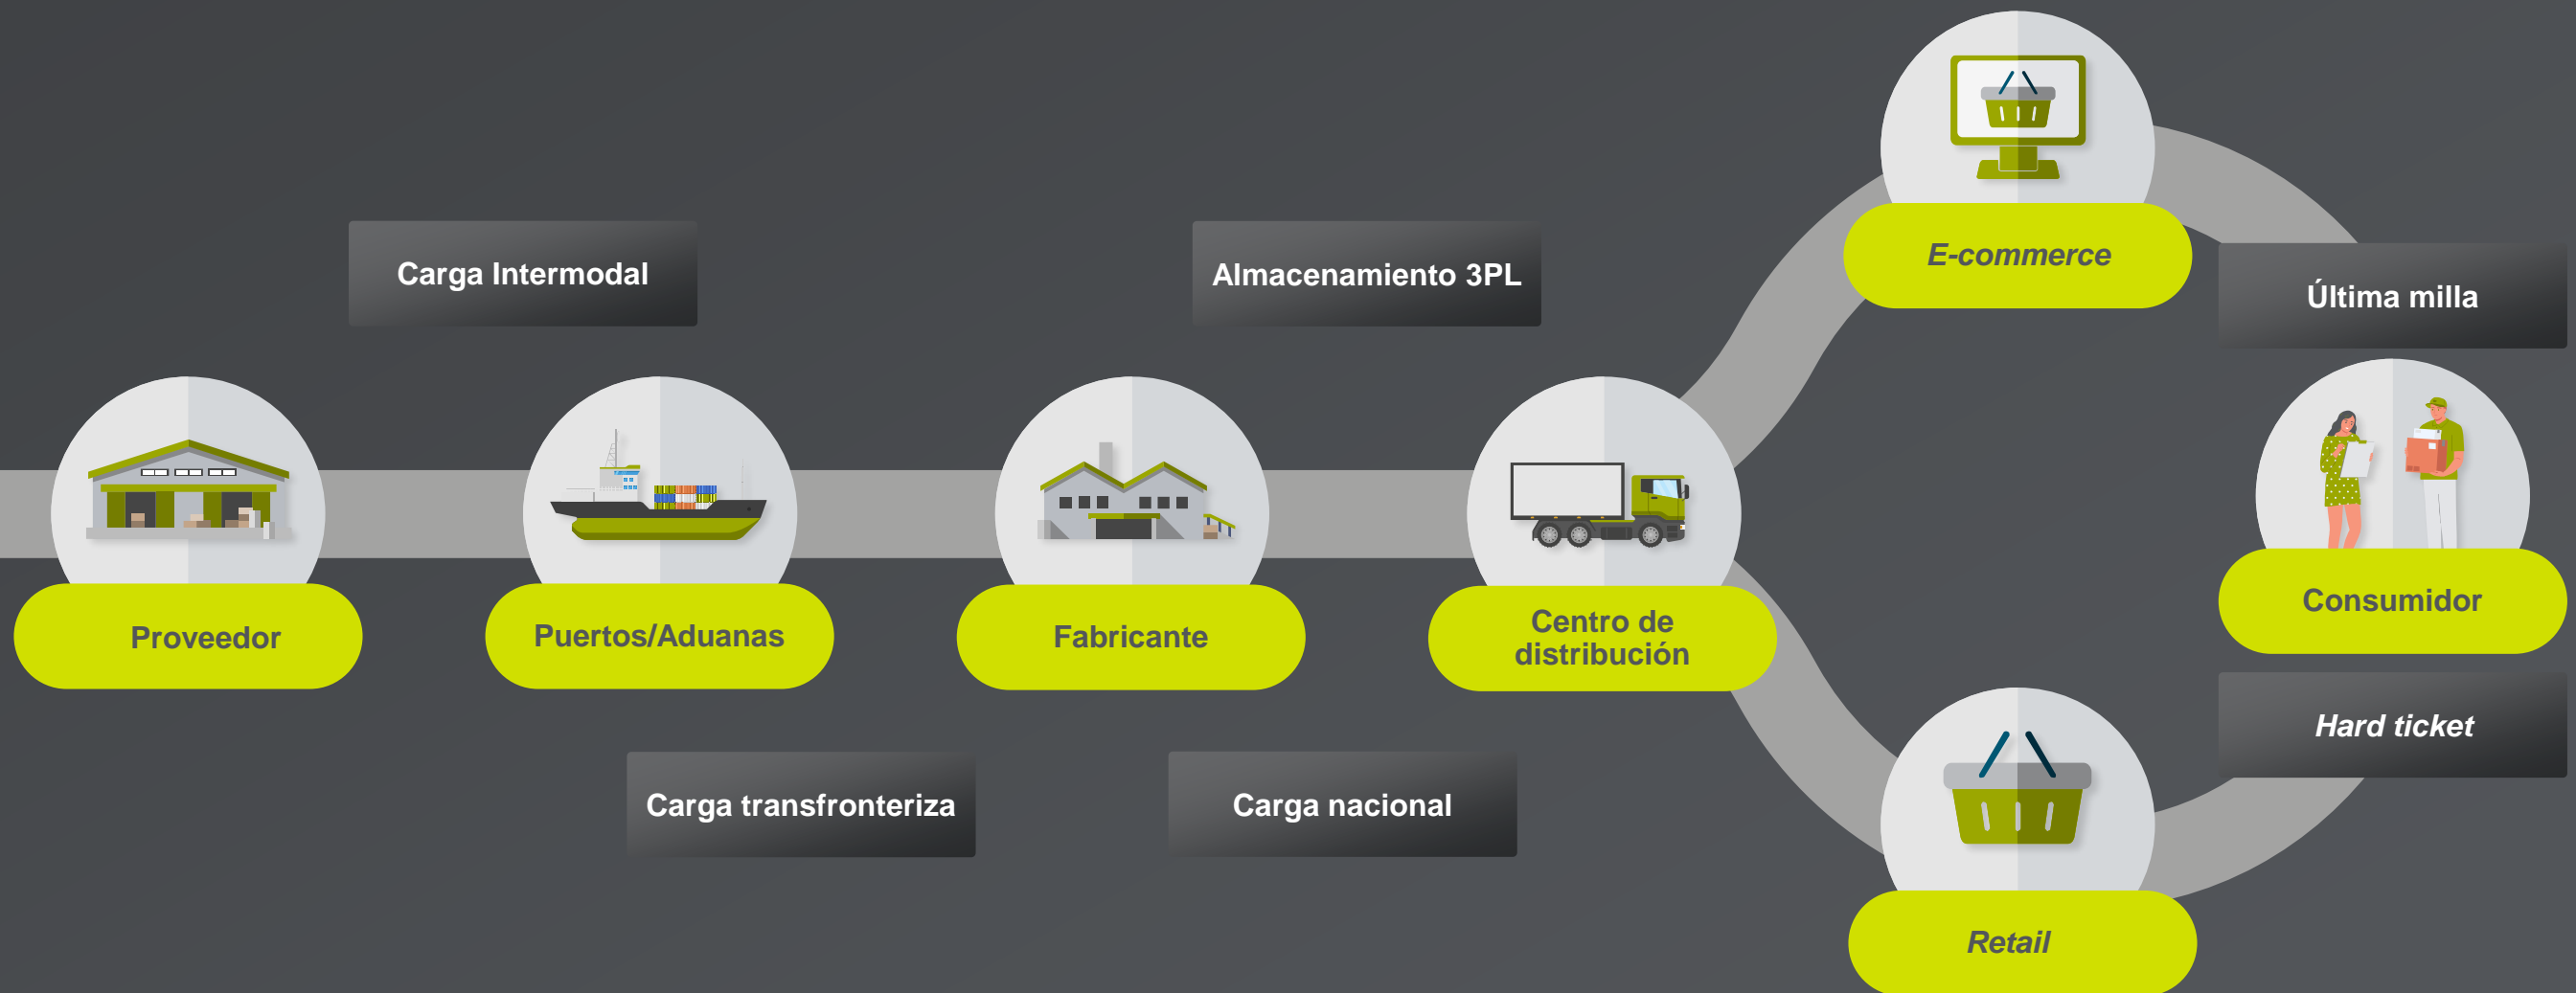 E-commerce
Carga Intermodal
Almacenamiento 3PL
Última milla
Proveedor
Puertos/Aduanas
Fabricante
Centro de
distribución
Consumidor
Hard ticket
Carga transfronteriza
Carga nacional
Retail